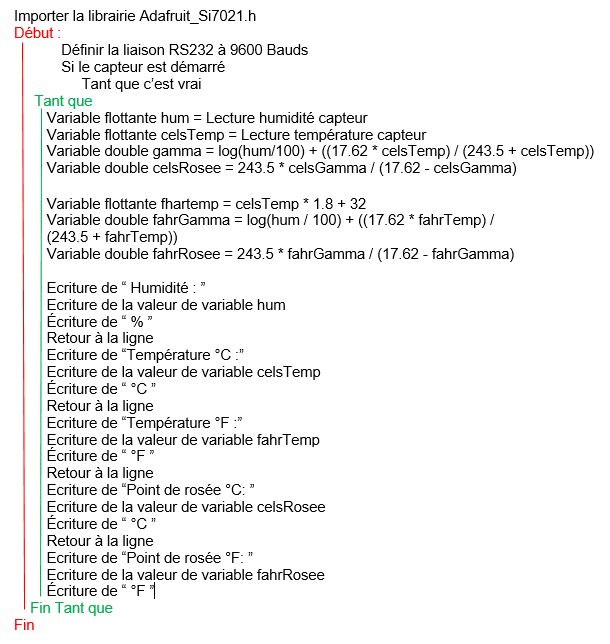 Importer la librairie Adafruit_Si7021.h
Début :
Définir la liaison RS232 à 9600 Bauds
Si le capteur est démarré
Tant que c’est vrai
Tant que
Variable flottante hum = Lecture humidité capteur
Variable flottante celsTemp = Lecture température capteur
Variable double gamma = log(hum/100) + ((17.62 * celsTemp) / (243.5 + celsTemp))
Variable double celsRosee = 243.5 * celsGamma / (17.62 - celsGamma)
Variable flottante fhartemp = celsTemp * 1.8 + 32
Variable double fahrGamma = log(hum / 100) + ((17.62 * fahrTemp) /
(243.5 + fahrTemp))
Variable double fahrRosee = 243.5 * fahrGamma / (17.62 - fahrGamma)
Ecriture de “ Humidité : ”
Ecriture de la valeur de variable hum
Écriture de “ % ”
Retour à la ligne
Ecriture de “Température °C :”
Ecriture de la valeur de variable celsTemp
Écriture de “ °C ”
Retour à la ligne
Ecriture de “Température °F :”
Ecriture de la valeur de variable fahrTemp
Écriture de “ °F ”
Retour à la ligne
Ecriture de “Point de rosée °C: ”
Ecriture de la valeur de variable celsRosee
Écriture de “ °C ”
Retour à la ligne
Ecriture de “Point de rosée °F: ”
Ecriture de la valeur de variable fahrRosee
Écriture de “ °F ”
Fin Tant que
Fin